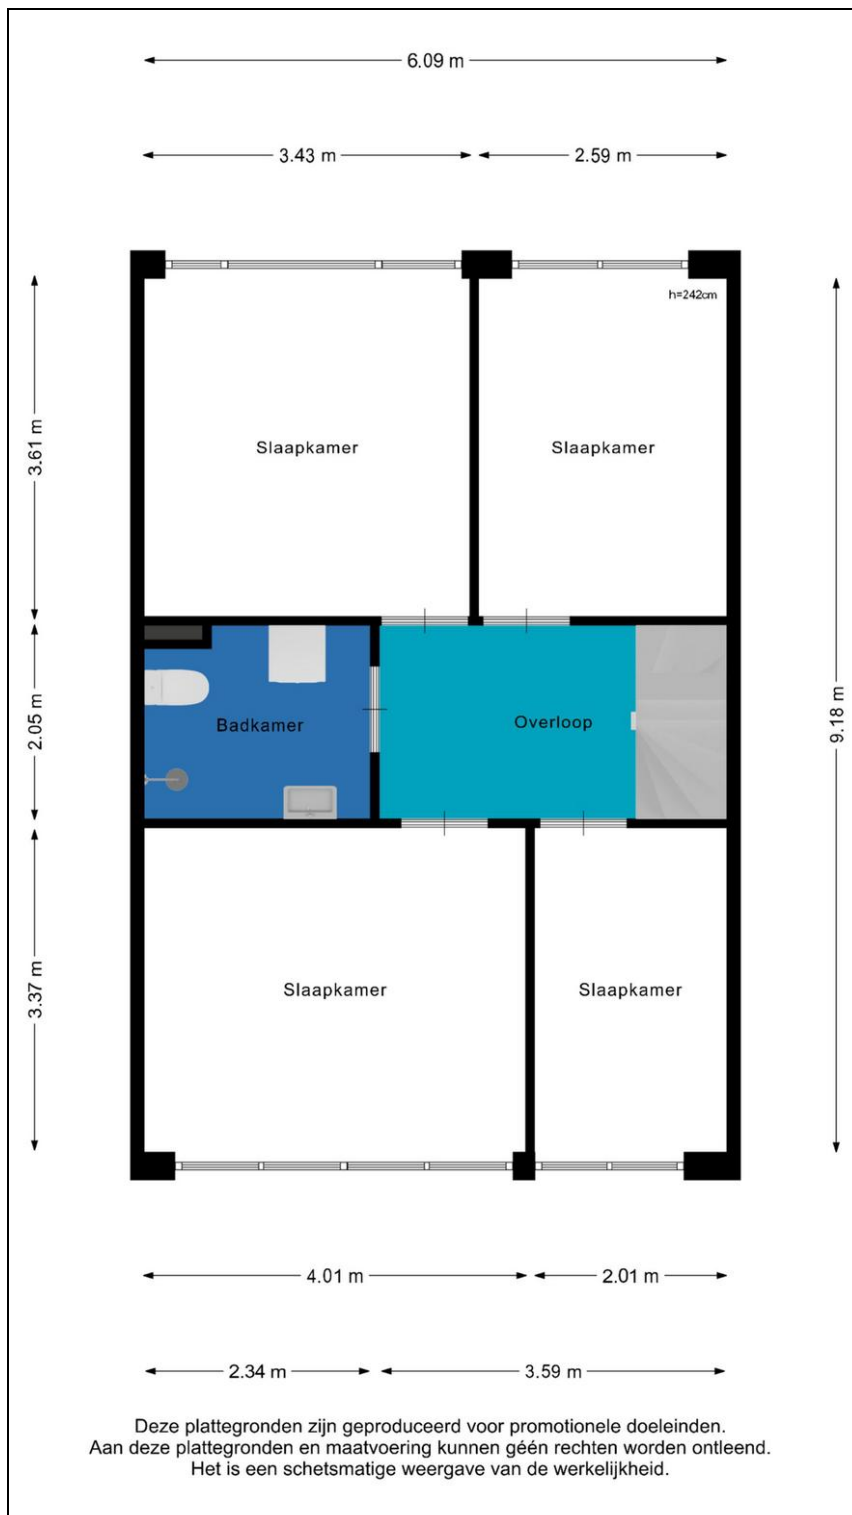 6.09 m
3.43 m
2.59 m
h=242cm
3.61 m
Slaapkamer
Slaapkamer
2.05 m
Badkamer
Overloop
9.18 m
3.37 m
Slaapkamer
Slaapkamer
4.01 m
2.01 m
2.34 m
3.59 m
Deze plattegronden zijn geproduceerd voor promotionele doeleinden.
Aan deze plattegronden en maatvoering kunnen géén rechten worden ontleend.
Het is een schetsmatige weergave van de werkelijkheid.